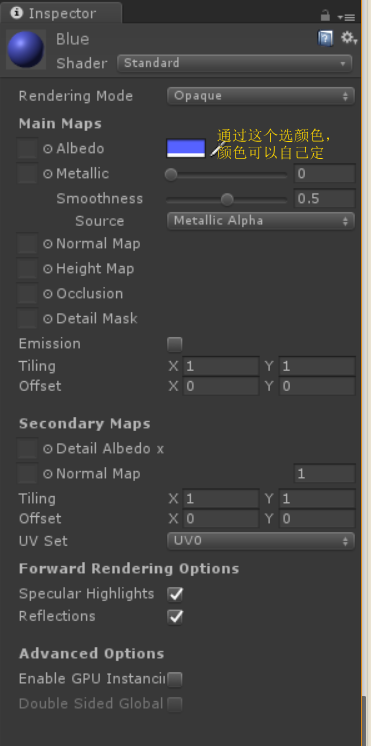 Inspector
Blue
Shader Standard
Rendering Mode Opaque
Main Maps
Albedo
通过这个选颜色，
颜色可以自己定
Metallic 0
Smoothness 0.5
Source Metallic Alpha
Normal Map
Height Map
Occlusion
Detail Mask
Emission
Tiling X 1 Y 1
Offset X 0 Y 0
Secondary Maps
Detail Albedo x
Normal Map 1
Tiling X 1 Y 1
Offset X 0 Y 0
UV Set UV0
Forward Rendering Options
Specular Highlights
Reflections
Advanced Options
Enable GPU Instancin
Double Sided Global